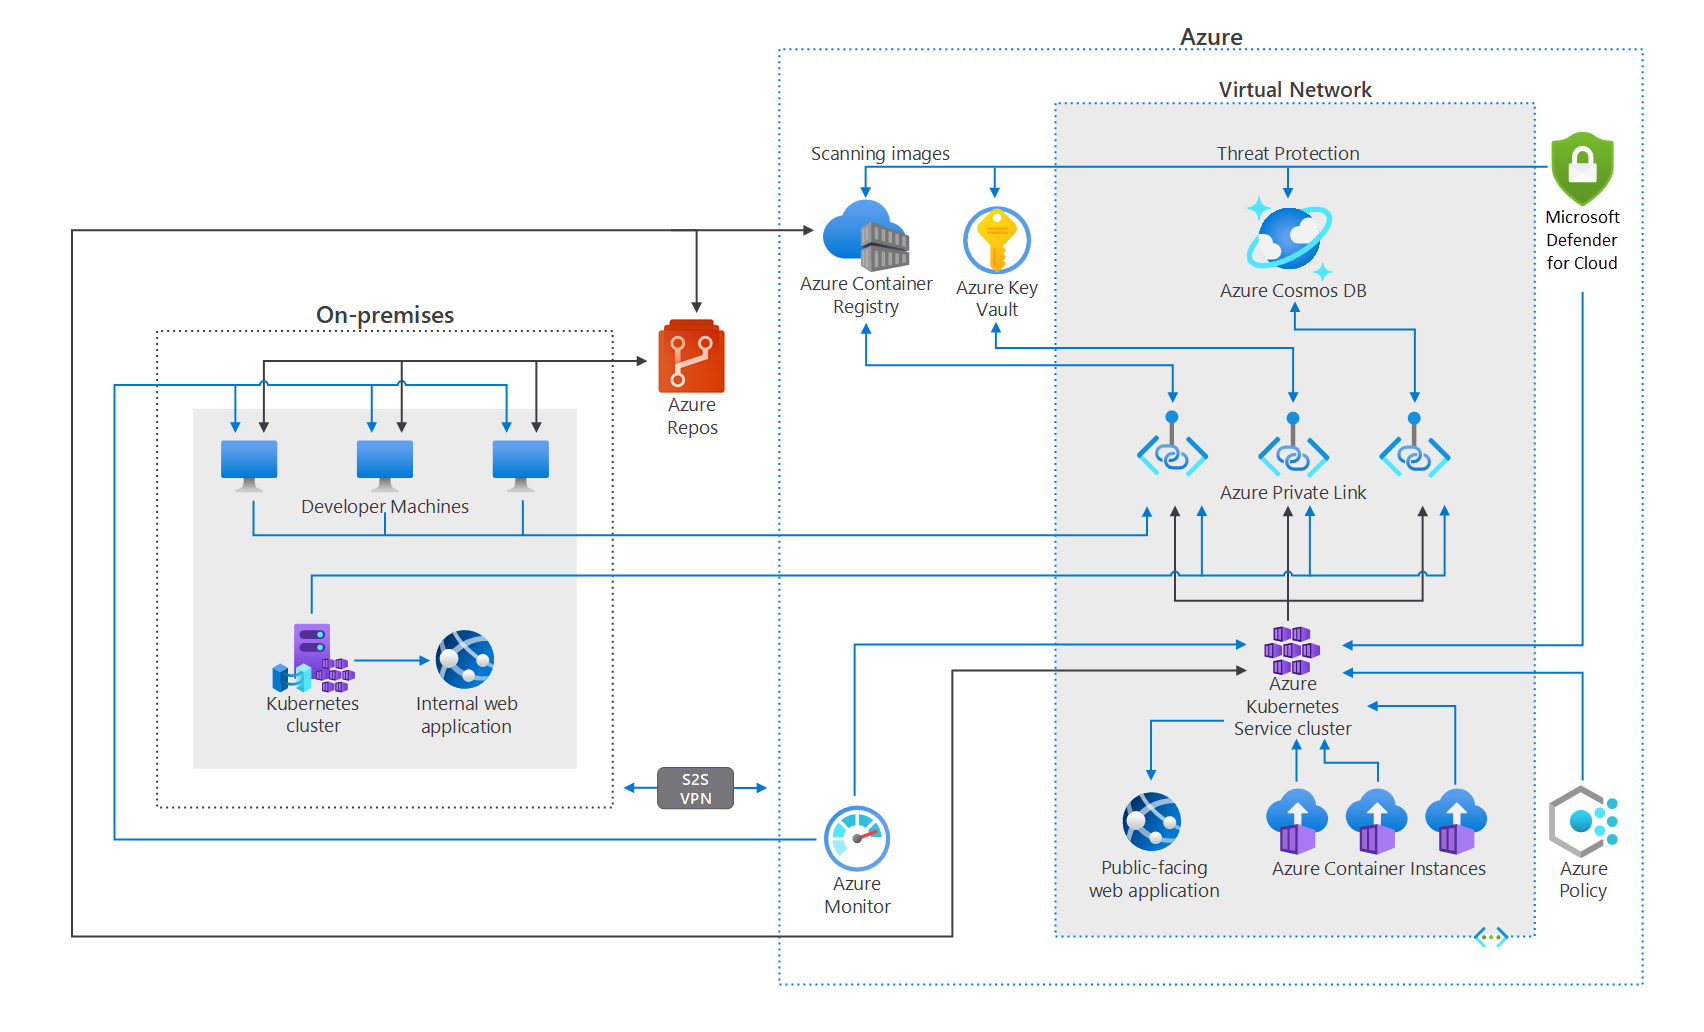 Azure
Virtual Network
Scanning images
Threat Protection
Microsoft
Defender
for Cloud
Azure Container
Registry
Azure Key
Vault
Azure Cosmos DB
On-premises
Azure
Repos
Developer Machines
Azure Private Link
Kubernetes
cluster
Internal web
application
Azure
Kubernetes
Service cluster
S2S
VPN
Azure
Monitor
Public-facing
web application
Azure Container Instances
Azure
Policy